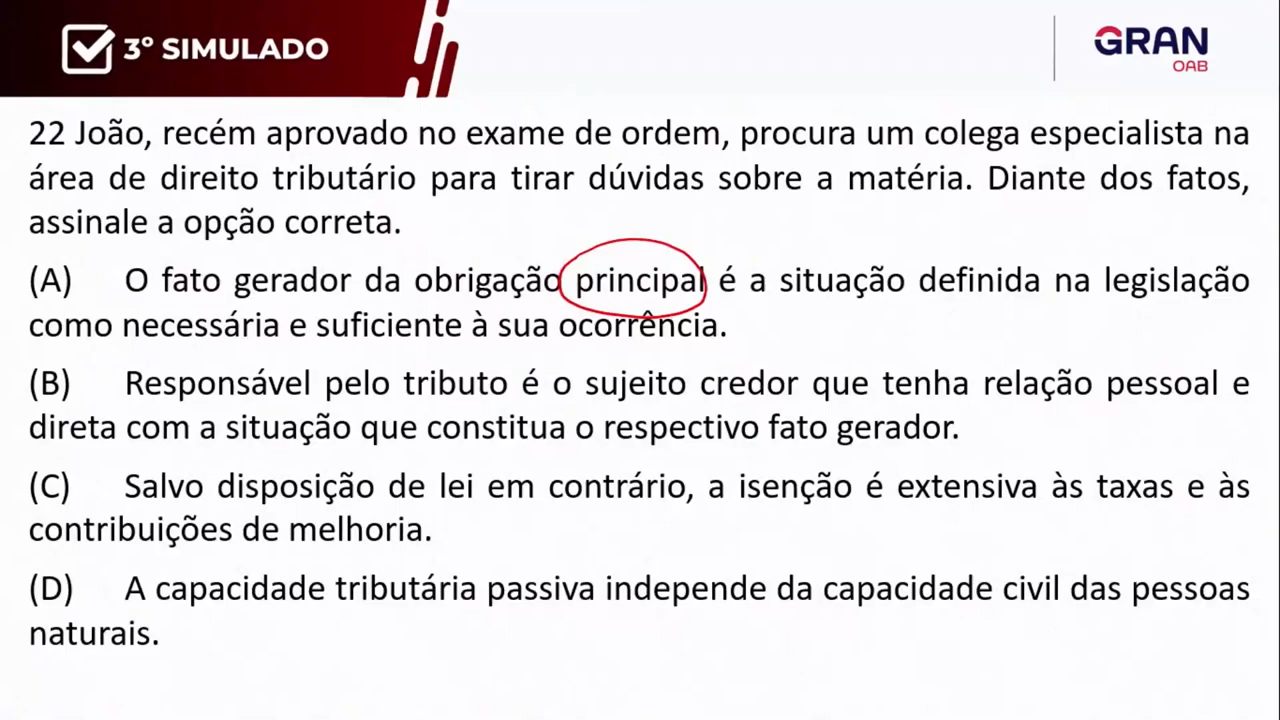 3º SIMULADO
GRAN
OAB
22 João, recém aprovado no exame de ordem, procura um colega especialista na
área de direito tributário para tirar dúvidas sobre a matéria. Diante dos fatos,
assinale a opção correta.
(A) O fato gerador da obrigação principal é a situação definida na legislação
como necessária e suficiente à sua ocorrência.
(B) Responsável pelo tributo é o sujeito credor que tenha relação pessoal e
direta com a situação que constitua o respectivo fato gerador.
(C) Salvo disposição de lei em contrário, a isenção é extensiva às taxas e às
contribuições de melhoria.
(D) A capacidade tributária passiva independe da capacidade civil das pessoas
naturais.